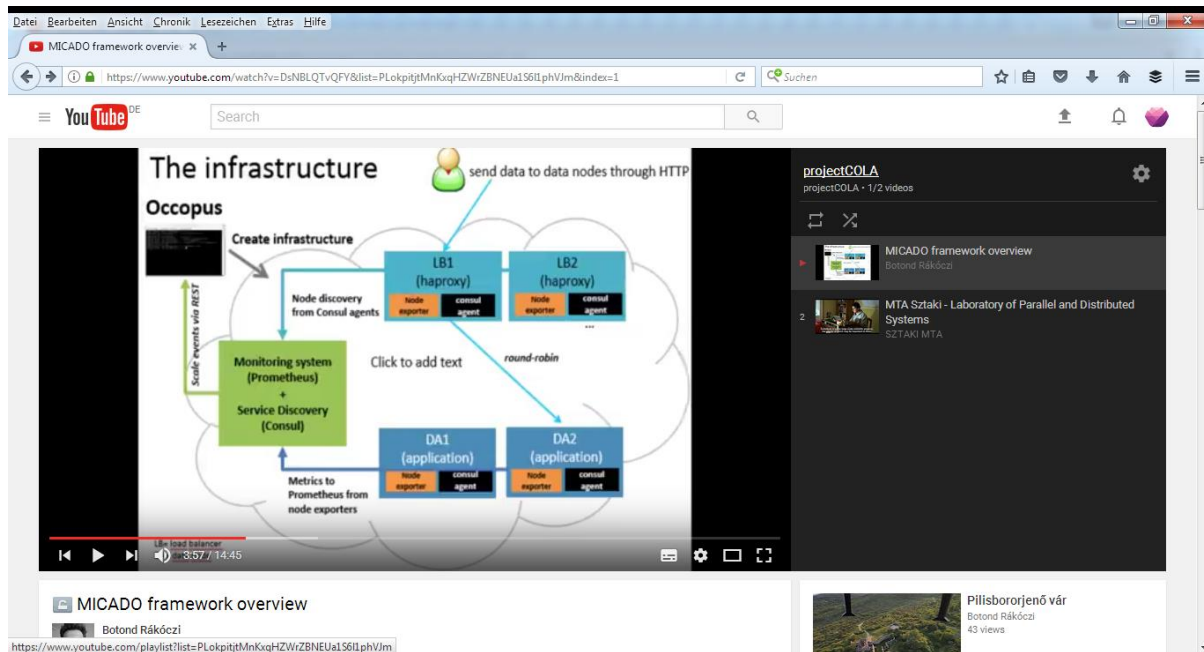 Datei Bearbeiten Ansicht Chronik Lesezeichen Extras Hilfe
MICADO framework overvie
https://www.youtube.com/watch?v=DsNBLQTvQFY&list=PLokpitjtMnKxqHZWrZBNEUa1S6l1phVJm&index=1
Suchen
YouTube DE
Search
The infrastructure
send data to data nodes through HTTP
Occopus
Create infrastructure
LB1
(haproxy)
Node exporter
consul agent
LB2
(haproxy)
Node exporter
consul agent
...
Node discovery
from Consul agents
Scale events via REST
Monitoring system
(Prometheus)
+
Service Discovery
(Consul)
Click to add text
round-robin
DA1
(application)
Node exporter
consul agent
DA2
(application)
Node exporter
consul agent
Metrics to
Prometheus from
node exporters
LB= load balancer
3:57 / 14:45
projectCOLA
projectCOLA • 1/2 videos
MICADO framework overview
Botond Rákóczi
2
MTA Sztaki - Laboratory of Parallel and Distributed
Systems
SZTAKI MTA
MICADO framework overview
Botond Rákóczi
Pilisbororjenő vár
Botond Rákóczi
43 views
https://www.youtube.com/playlist?list=PLokpitjtMnKxqHZWrZBNEUa1S6l1phVJm